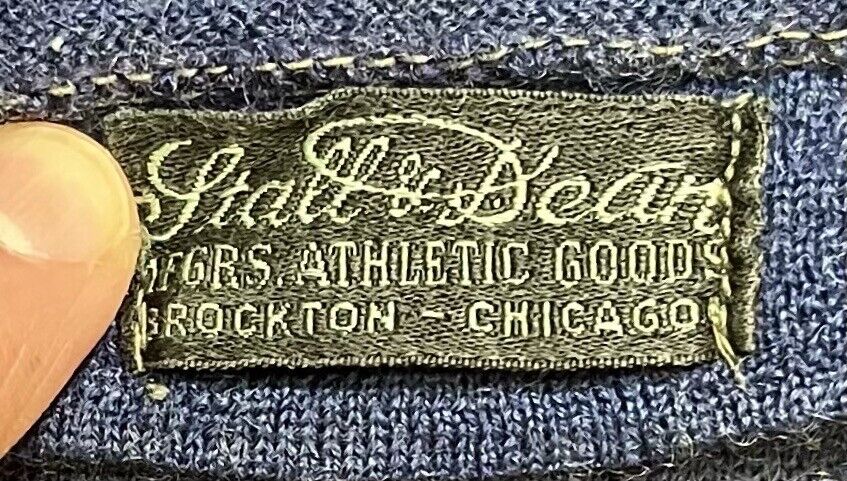 Stall & Dean
MFGRS. ATHLETIC GOODS
BROCKTON - CHICAGO